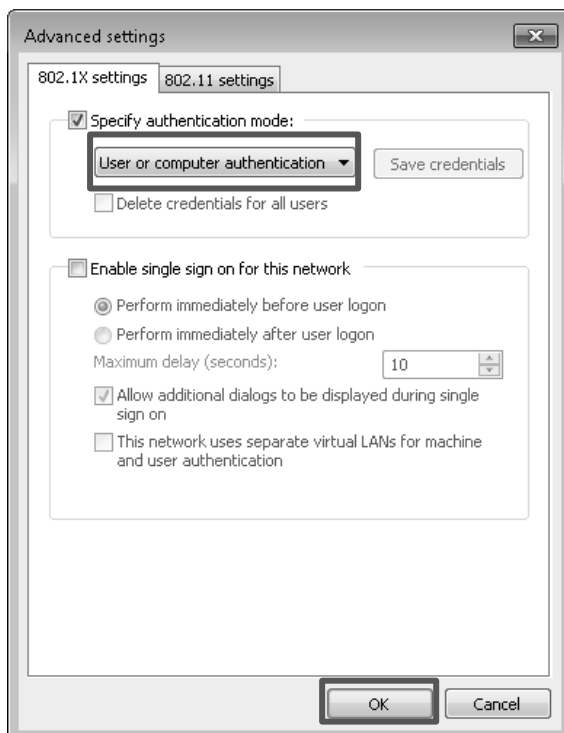 Advanced settings
802.1X settings
802.11 settings
Specify authentication mode:
User or computer authentication
Save credentials
Delete credentials for all users
Enable single sign on for this network
Perform immediately before user logon
Perform immediately after user logon
Maximum delay (seconds):
10
Allow additional dialogs to be displayed during single
sign on
This network uses separate virtual LANs for machine
and user authentication
OK
Cancel